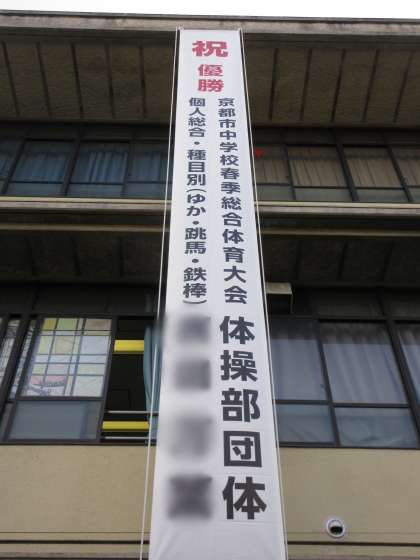 祝
優勝
京都市中学校春季総合体育大会 体操部団体
個人総合・種目別(ゆか・跳馬・鉄棒)